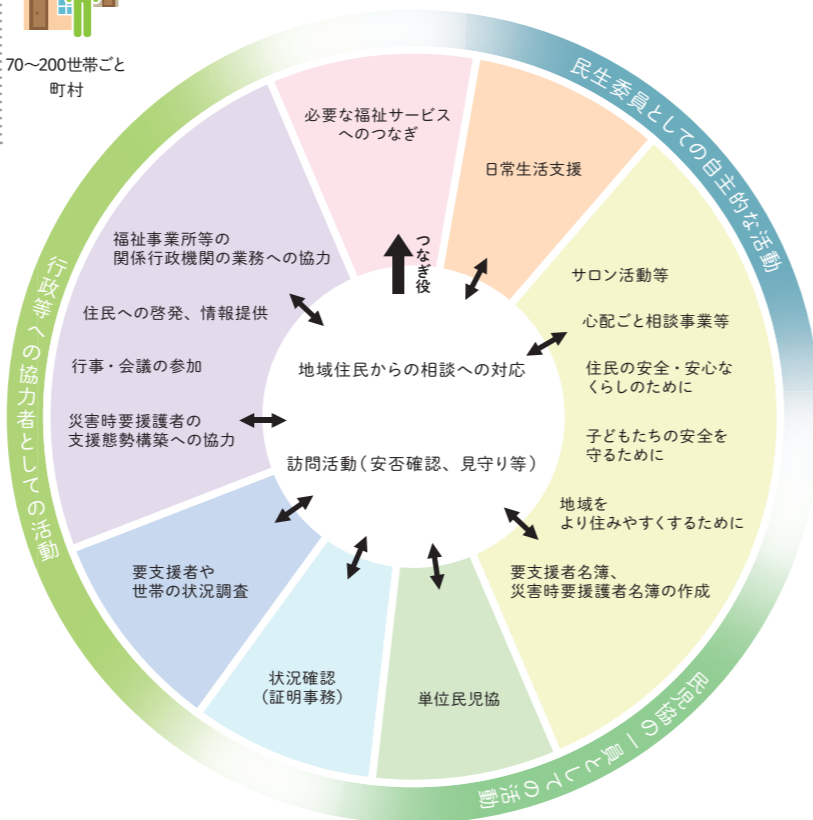 70～200世帯ごと
町村
民生委員としての自主的な活動
必要な福祉サービス
へのつなぎ
日常生活支援
つなぎ役
福祉事業所等の
関係行政機関の業務への協力
住民への啓発、情報提供
行事・会議の参加
災害時要援護者の
支援態勢構築への協力
行政等への協力者としての活動
地域住民からの相談への対応
訪問活動（安否確認、見守り等）
サロン活動等
心配ごと相談事業等
住民の安全・安心な
くらしのために
子どもたちの安全を
守るために
地域を
より住みやすくするために
要支援者名簿、
災害時要援護者名簿の作成
要支援者や
世帯の状況調査
状況確認
（証明事務）
単位民児協
民児協の一員としての活動